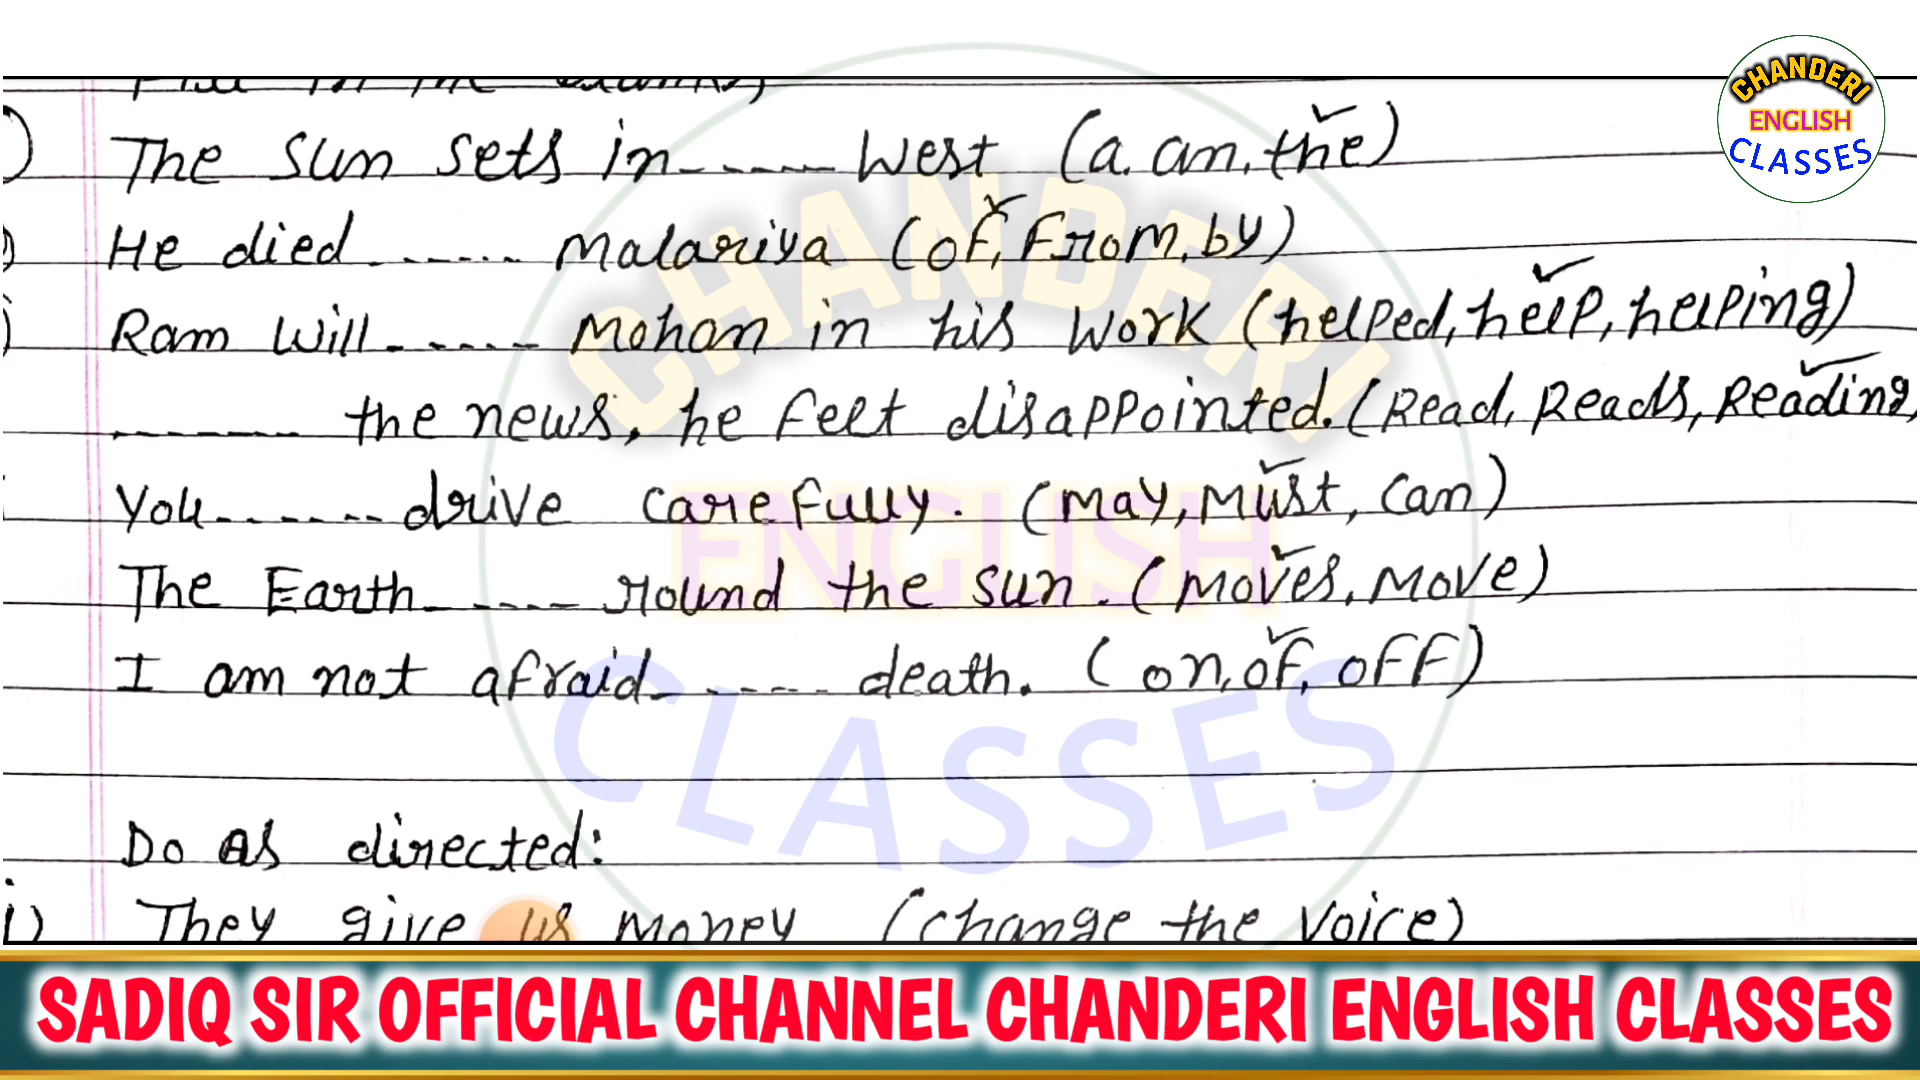 CHANDERI
ENGLISH
CLASSES
The Sun Sets in ------ West (a. an. the)
He died ------ Malariya (of, From, by)
Ram Will ------ Mohan in his Work (helped, help, helping)
------- the news, he felt disappointed. (Read, Reads, Reading,
You ------- drive carefully. (May, Must, Can)
The Earth ------ round the sun. (Moves, Move)
I am not afraid ------ death. (on, of, off)
CHANDERI
ENGLISH
CLASSES
Do as directed:
i) They give us money (change the Voice)
SADIQ SIR OFFICIAL CHANNEL CHANDERI ENGLISH CLASSES